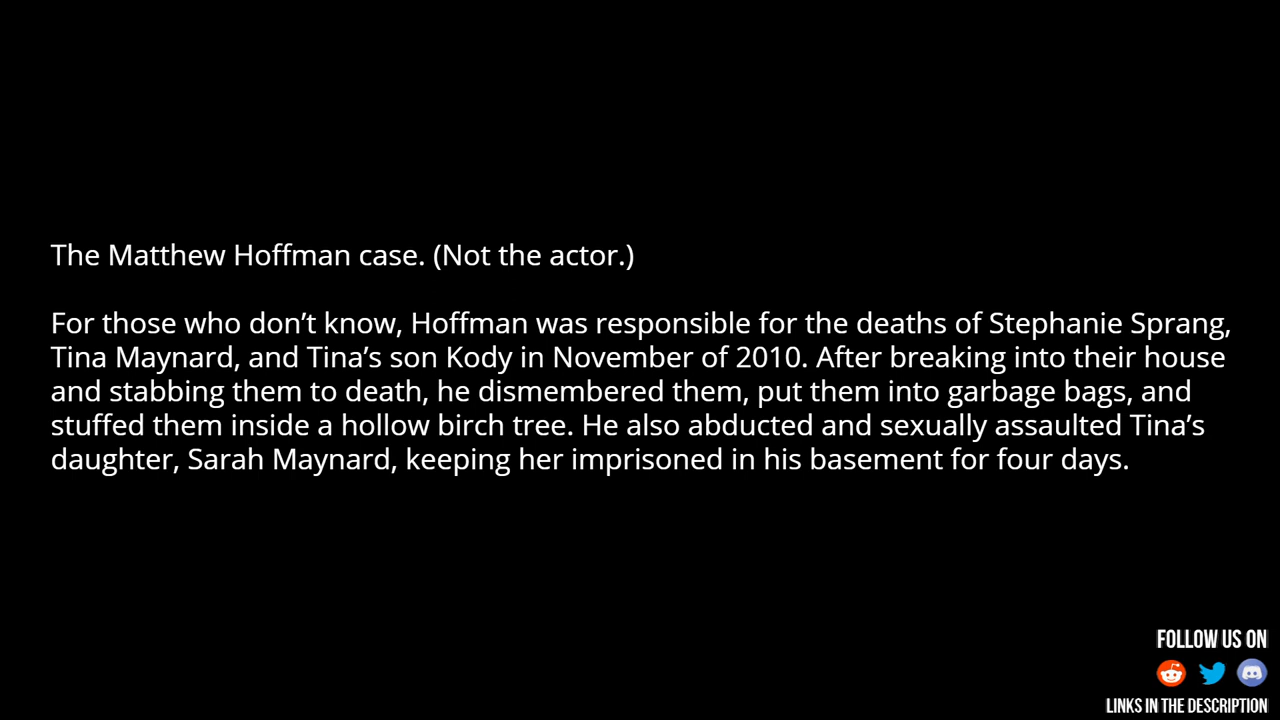 The Matthew Hoffman case. (Not the actor.)
For those who don’t know, Hoffman was responsible for the deaths of Stephanie Sprang,
Tina Maynard, and Tina’s son Kody in November of 2010. After breaking into their house
and stabbing them to death, he dismembered them, put them into garbage bags, and
stuffed them inside a hollow birch tree. He also abducted and sexually assaulted Tina’s
daughter, Sarah Maynard, keeping her imprisoned in his basement for four days.
FOLLOW US ON
LINKS IN THE DESCRIPTION